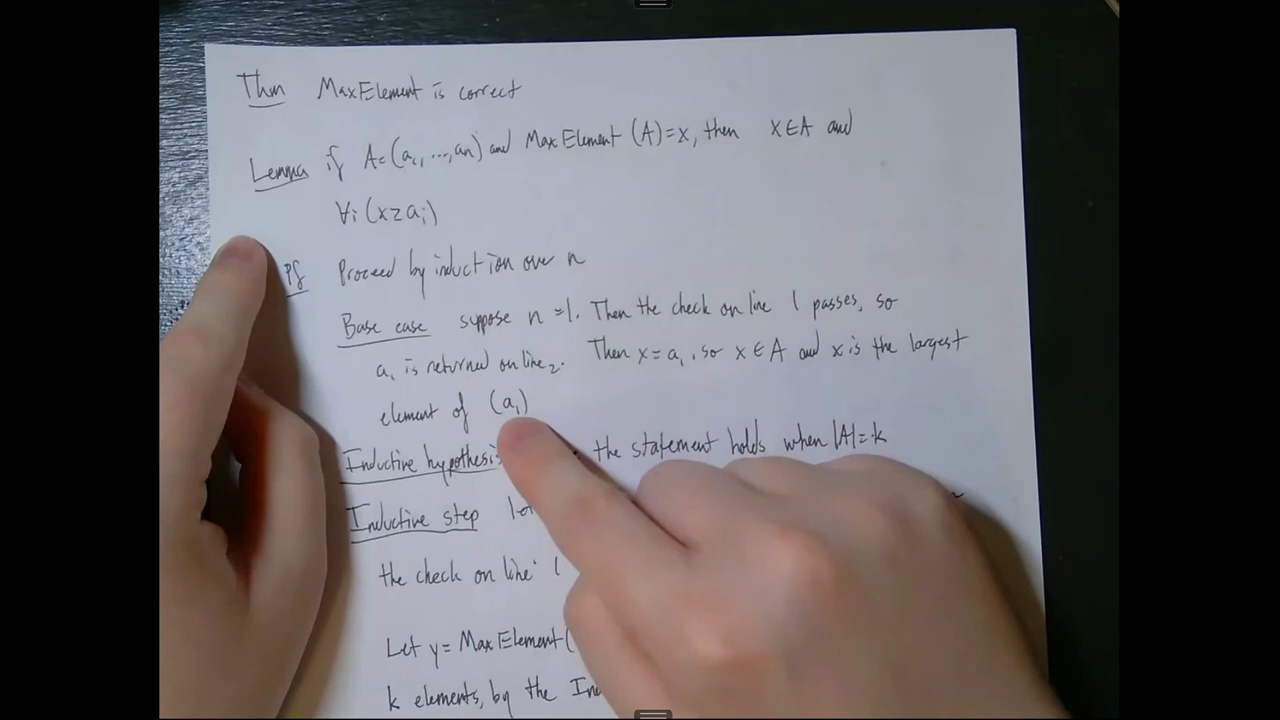 Thm MaxElement is correct
Lemma if A=(a₁,...,aₙ) and MaxElement (A)=x, then x∈A and
∀i (x≥aᵢ)
Pf Proceed by induction over n
Base case suppose n=1. Then the check on line 1 passes, so
a₁ is returned on line 2. Then x=a₁, so x∈A and x is the largest
element of (a₁)
Inductive hypothesis the statement holds when |A|=k
Inductive step
the check on line 1
Let y= MaxElement(
k elements, by the